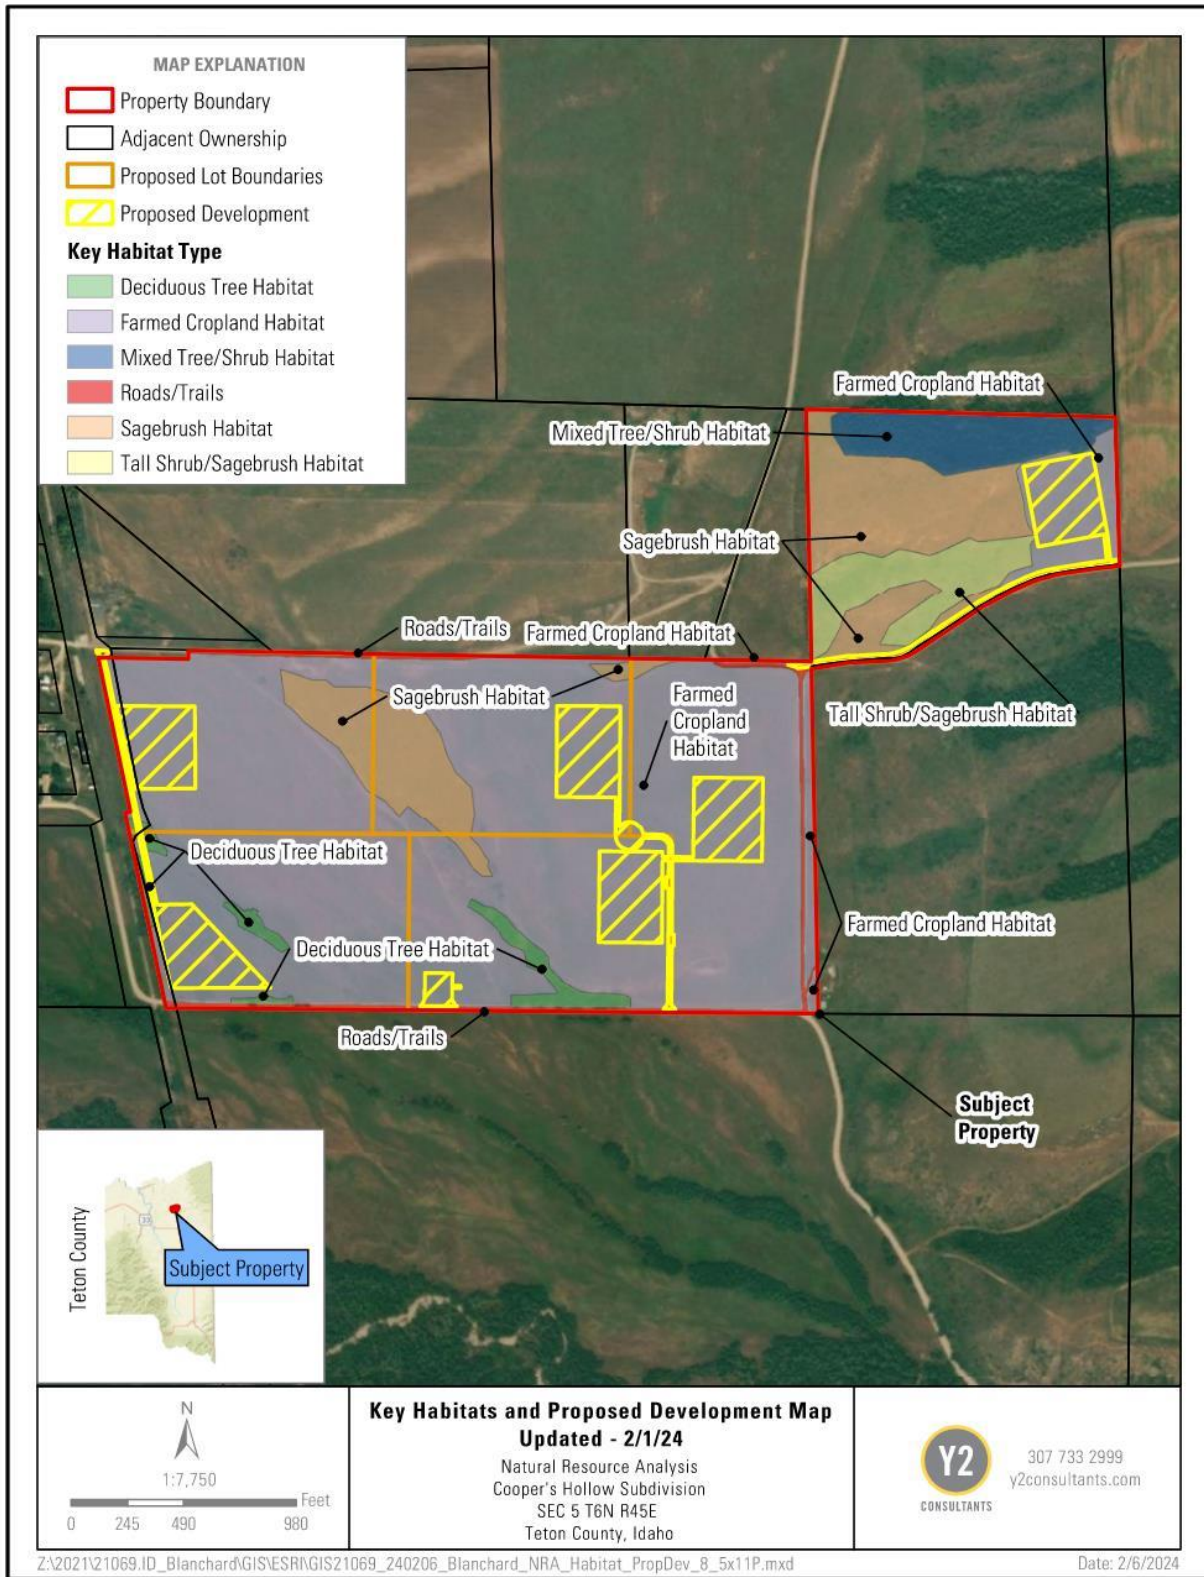 MAP EXPLANATION
Property Boundary
Adjacent Ownership
Proposed Lot Boundaries
Proposed Development
Key Habitat Type
Deciduous Tree Habitat
Farmed Cropland Habitat
Mixed Tree/Shrub Habitat
Roads/Trails
Sagebrush Habitat
Tall Shrub/Sagebrush Habitat
Farmed Cropland Habitat
Mixed Tree/Shrub Habitat
Sagebrush Habitat
Roads/Trails
Farmed Cropland Habitat
Sagebrush Habitat
Farmed
Cropland
Habitat
Tall Shrub/Sagebrush Habitat
Deciduous Tree Habitat
Deciduous Tree Habitat
Farmed Cropland Habitat
Roads/Trails
Subject
Property
Teton County
33
Subject Property
N
1:7,750
Feet
0 245 490 980
Key Habitats and Proposed Development Map
Updated - 2/1/24
Natural Resource Analysis
Cooper's Hollow Subdivision
SEC 5 T6N R45E
Teton County, Idaho
Y2
CONSULTANTS
307 733 2999
y2consultants.com
Z:\2021\21069.ID_Blanchard\GIS\ESRI\GIS21069_240206_Blanchard_NRA_Habitat_PropDev_8_5x11P.mxd
Date: 2/6/2024